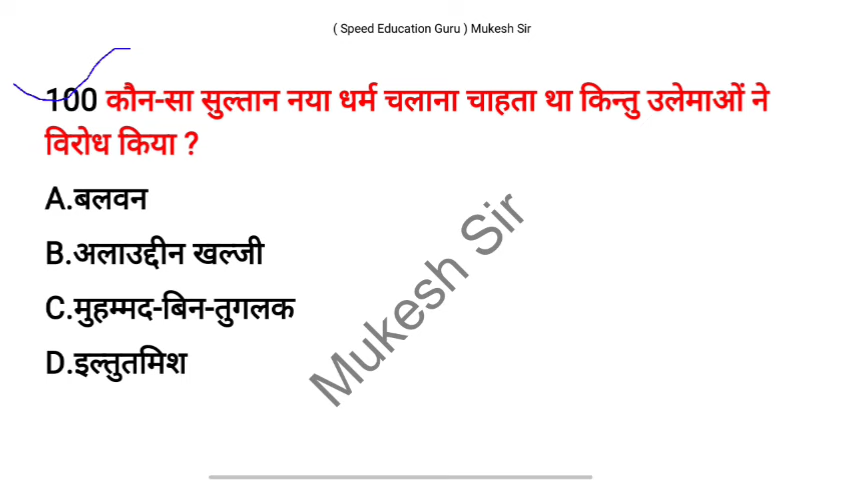 ( Speed Education Guru ) Mukesh Sir
100 कौन-सा सुल्तान नया धर्म चलाना चाहता था किन्तु उलेमाओं ने
विरोध किया ?
A.बलवन
B.अलाउद्दीन खल्जी
C.मुहम्मद-बिन-तुगलक
D.इल्तुतमिश
Mukesh Sir